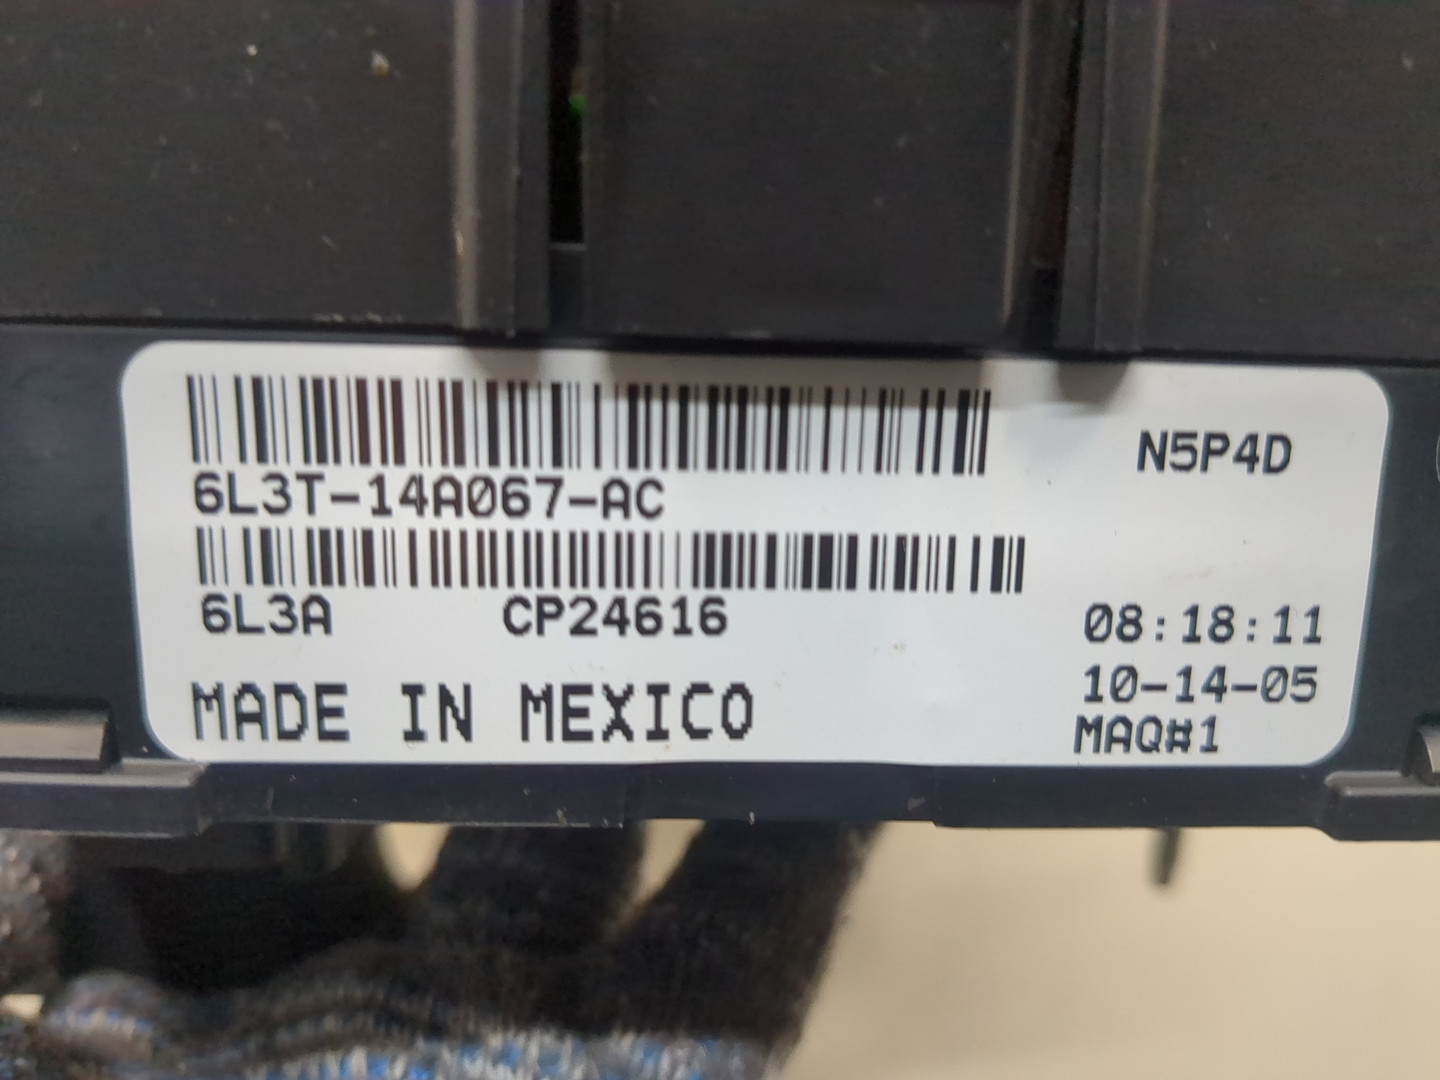 N5P4D
6L3T-14A067-AC
6L3A CP24616
08:18:11
10-14-05
MADE IN MEXICO
MAQ#1